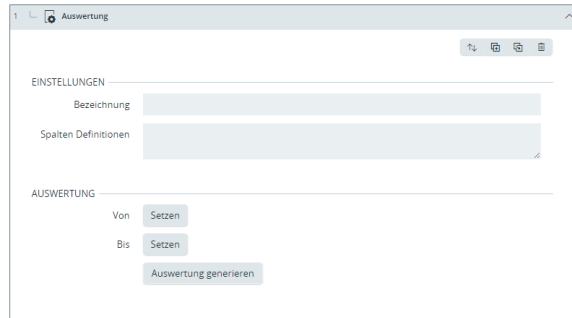 1 Auswertung
EINSTELLUNGEN
Bezeichnung
Spalten Definitionen
AUSWERTUNG
Von Setzen
Bis Setzen
Auswertung generieren